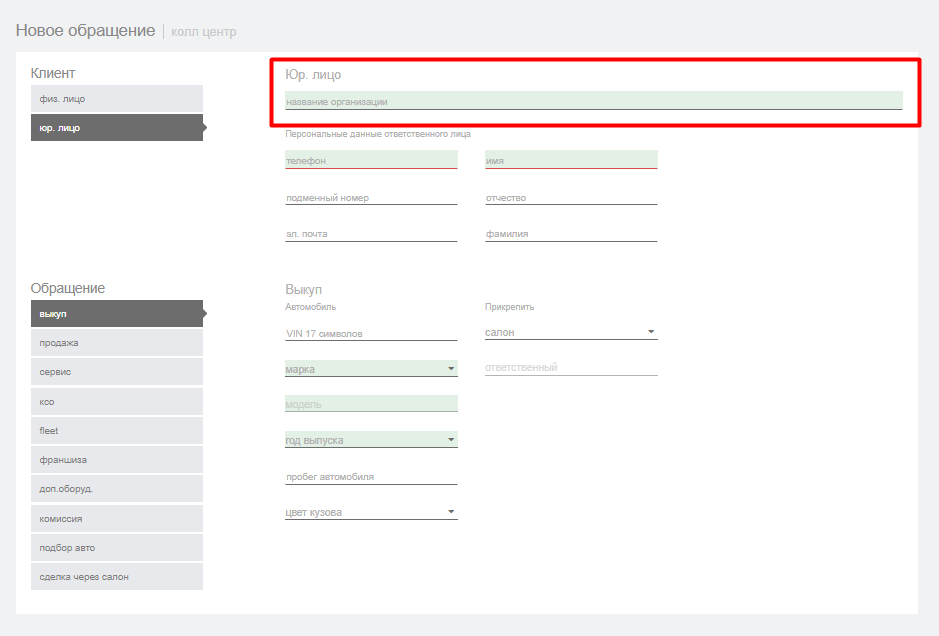 Новое обращение | колл центр
Клиент
физ. лицо
юр. лицо
Юр. лицо
название организации
Персональные данные ответственного лица
телефон
имя
подменный номер
отчество
эл. почта
фамилия
Обращение
выкуп
продажа
сервис
ксо
fleet
франшиза
доп.оборуд.
комиссия
подбор авто
сделка через салон
Выкуп
Автомобиль
Прикрепить
VIN 17 символов
салон
марка
ответственный
модель
год выпуска
пробег автомобиля
цвет кузова